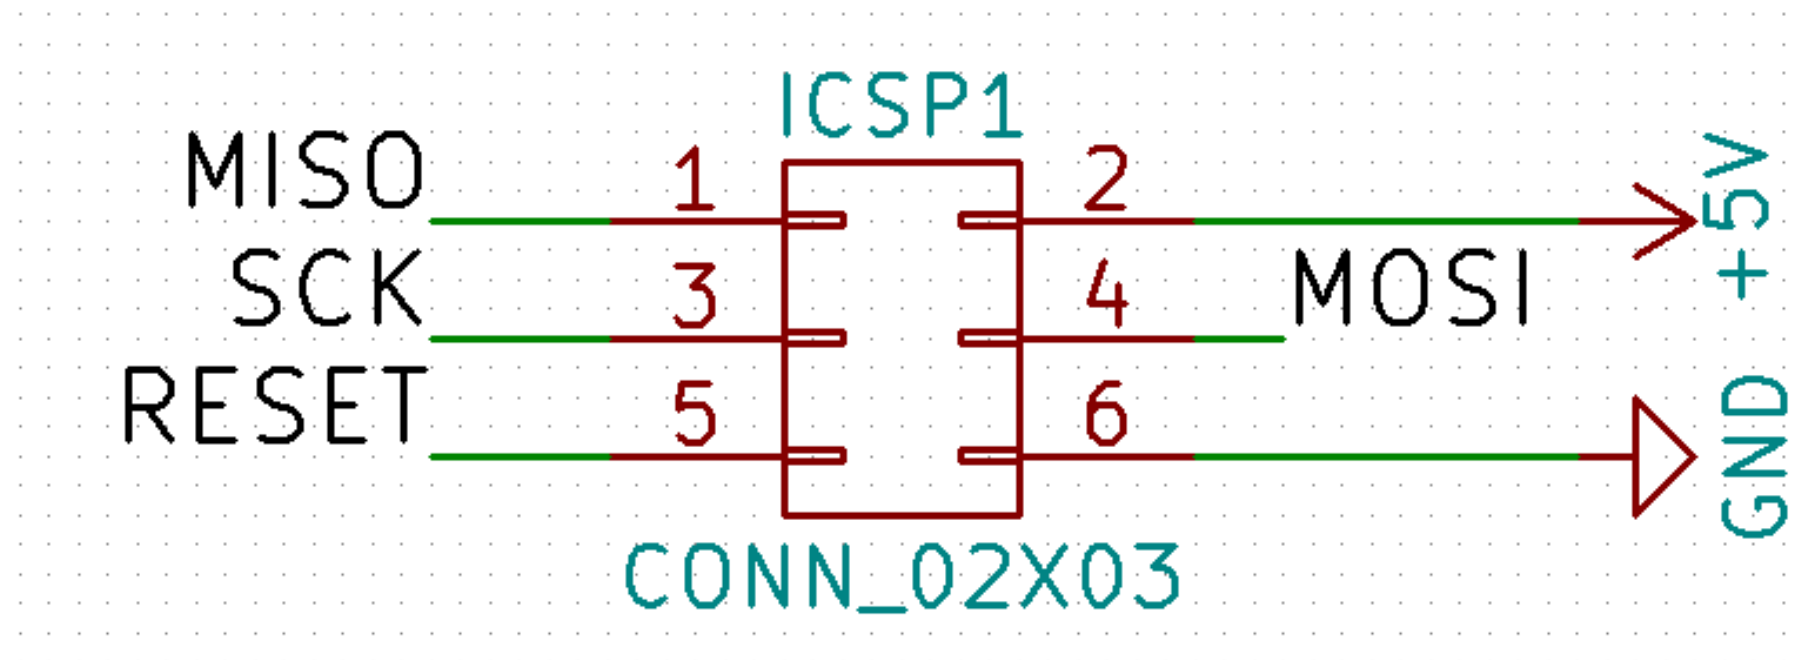 ICSP1
MISO 1 2 +5V
SCK 3 4 MOSI
RESET 5 6 GND
CONN_02X03